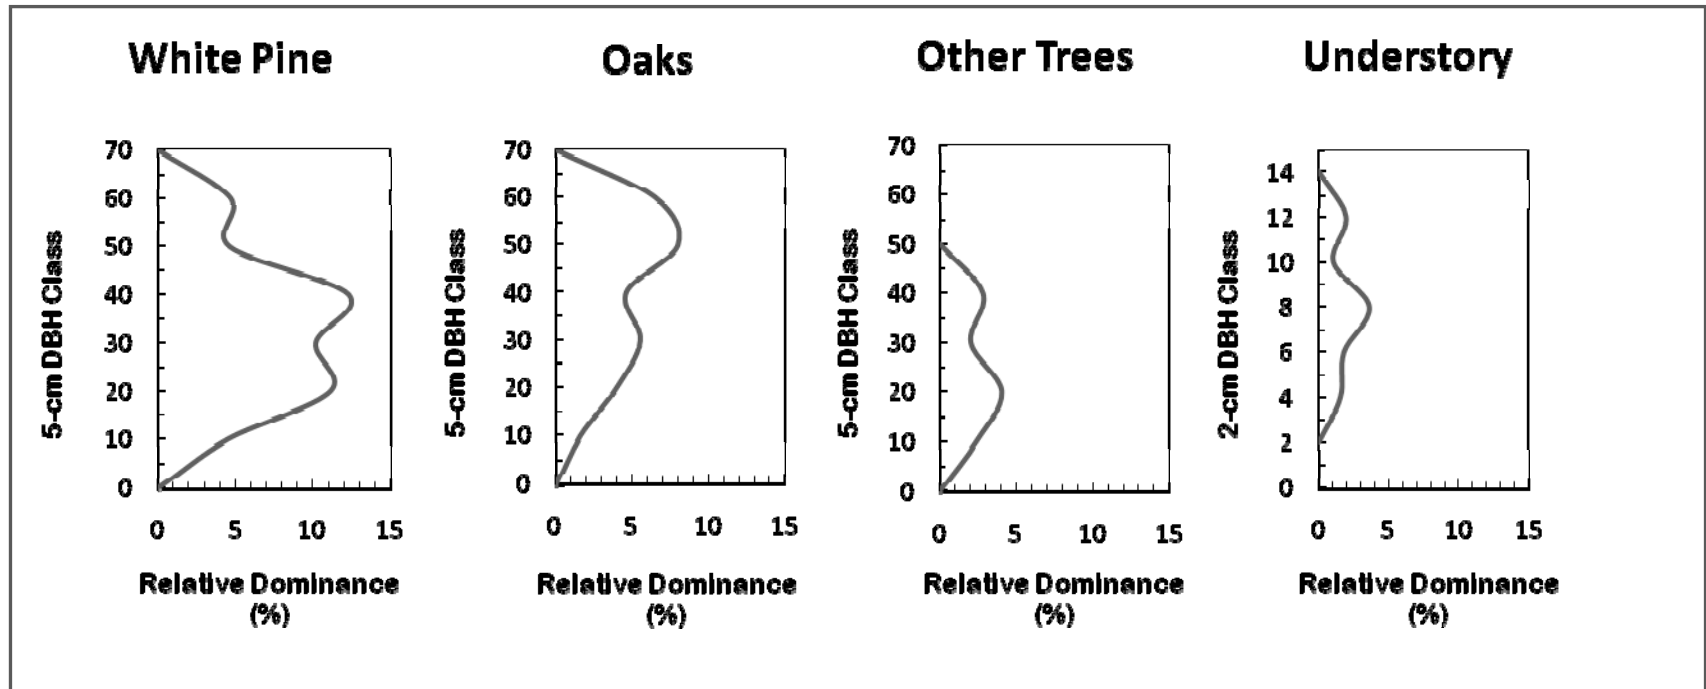 White Pine
Oaks
Other Trees
Understory
70
60
50
40
30
20
10
0
5-cm DBH Class
0 5 10 15
Relative Dominance
(%)
70
60
50
40
30
20
10
0
5-cm DBH Class
0 5 10 15
Relative Dominance
(%)
70
60
50
40
30
20
10
0
5-cm DBH Class
0 5 10 15
Relative Dominance
(%)
14
12
10
8
6
4
2
0
2-cm DBH Class
0 5 10 15
Relative Dominance
(%)